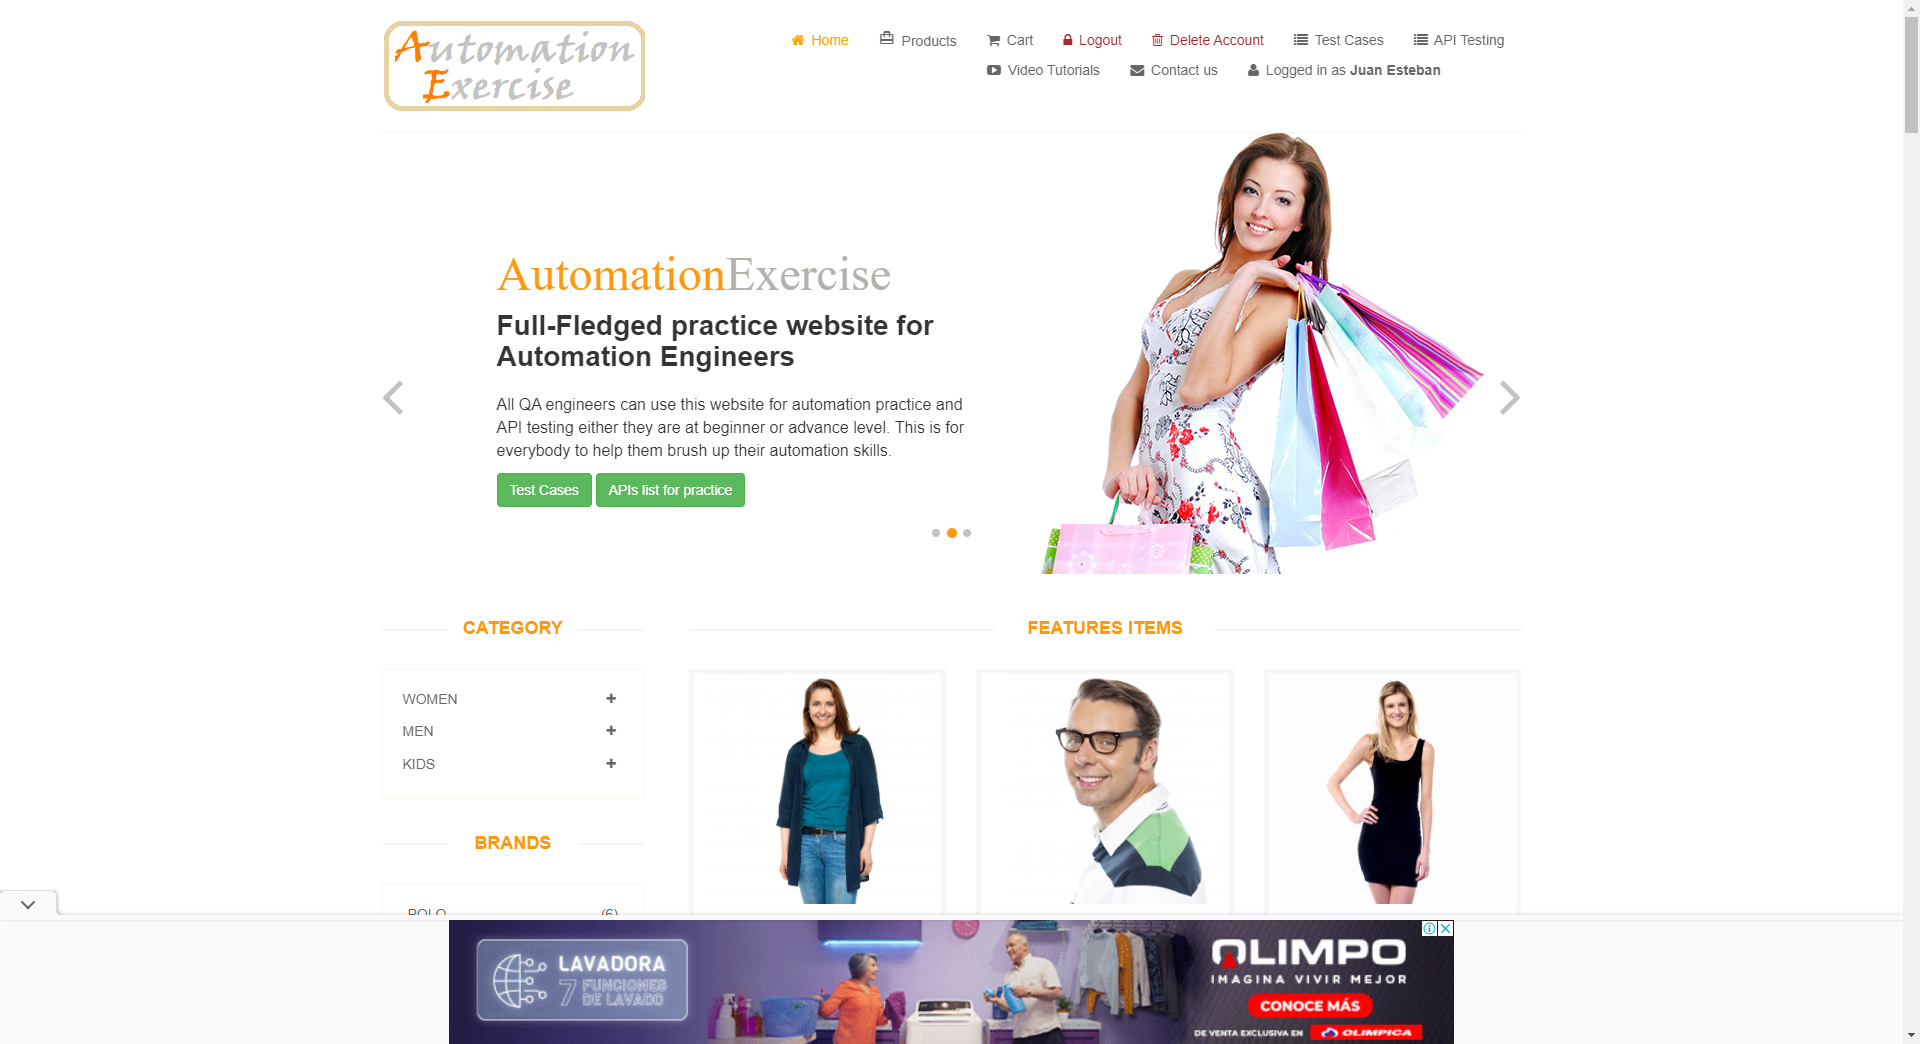 Automation
Exercise
Home
Products
Cart
Logout
Delete Account
Test Cases
API Testing
Video Tutorials
Contact us
Logged in as Juan Esteban
AutomationExercise
Full-Fledged practice website for
Automation Engineers
All QA engineers can use this website for automation practice and
API testing either they are at beginner or advance level. This is for
everybody to help them brush up their automation skills.
Test Cases
APIs list for practice
CATEGORY
WOMEN
MEN
KIDS
BRANDS
POLO (6)
FEATURES ITEMS
LAVADORA
7 FUNCIONES
DE LAVADO
OLIMPO
IMAGINA VIVIR MEJOR
CONOCE MÁS
DE VENTA EXCLUSIVA EN OLIMPICA